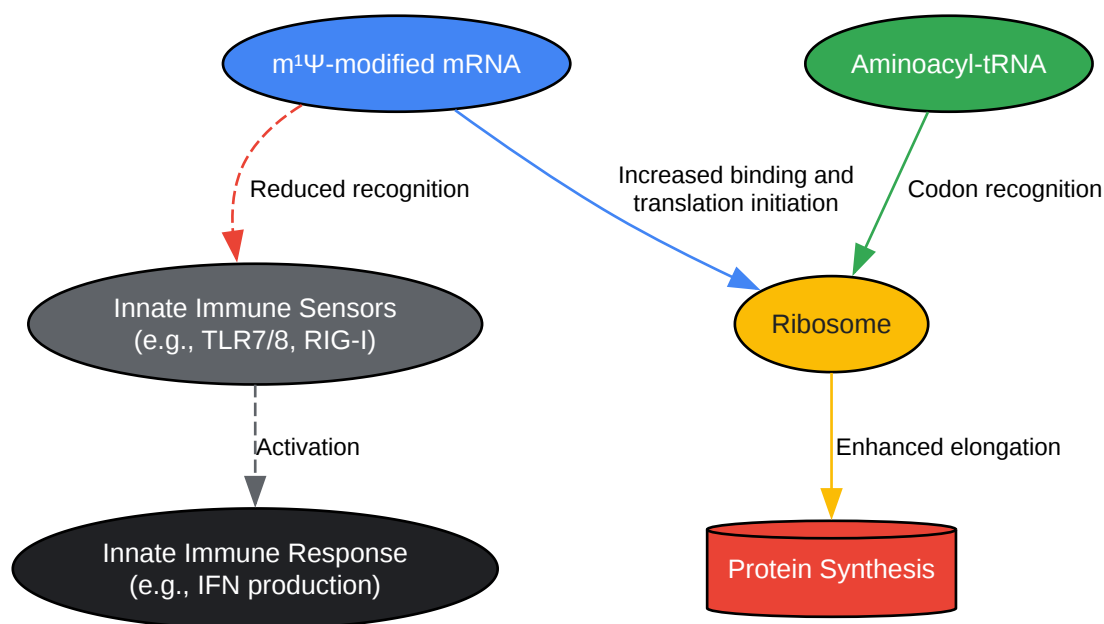 m¹Ψ-modified mRNA
Aminoacyl-tRNA
Reduced recognition
Increased binding and
translation initiation
Codon recognition
Innate Immune Sensors
(e.g., TLR7/8, RIG-I)
Ribosome
Activation
Enhanced elongation
Innate Immune Response
(e.g., IFN production)
Protein Synthesis